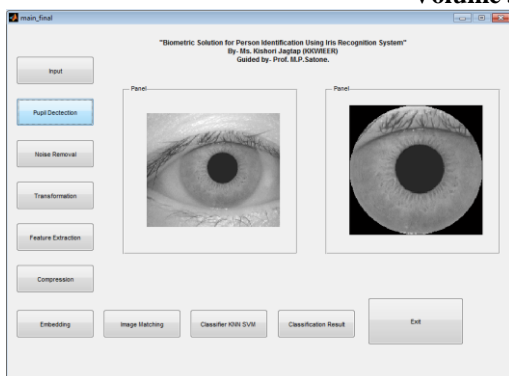 main_final
"Biometric Solution for Person Identification Using Iris Recognition System"
By- Ms. Kishori Jagtap (KKWIEER)
Guided by- Prof. M.P.Satone.
Input
Panel
Panel
Pupil Dectection
Noise Removal
Transformation
Feature Extraction
Compression
Embedding
Image Matching
Classifier KNN SVM
Classification Result
Exit